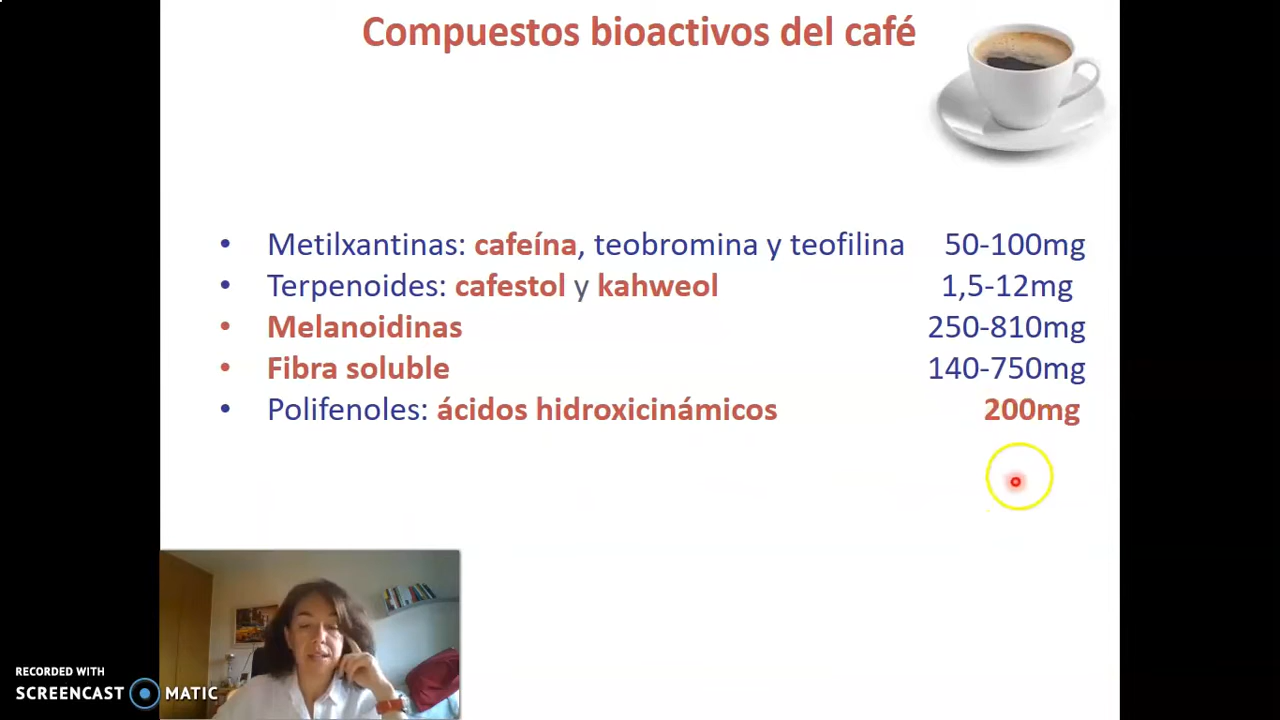 Compuestos bioactivos del café
• Metilxantinas: cafeína, teobromina y teofilina 50-100mg
• Terpenoides: cafestol y kahweol 1,5-12mg
• Melanoidinas 250-810mg
• Fibra soluble 140-750mg
• Polifenoles: ácidos hidroxicinámicos 200mg
RECORDED WITH
SCREENCAST MATIC